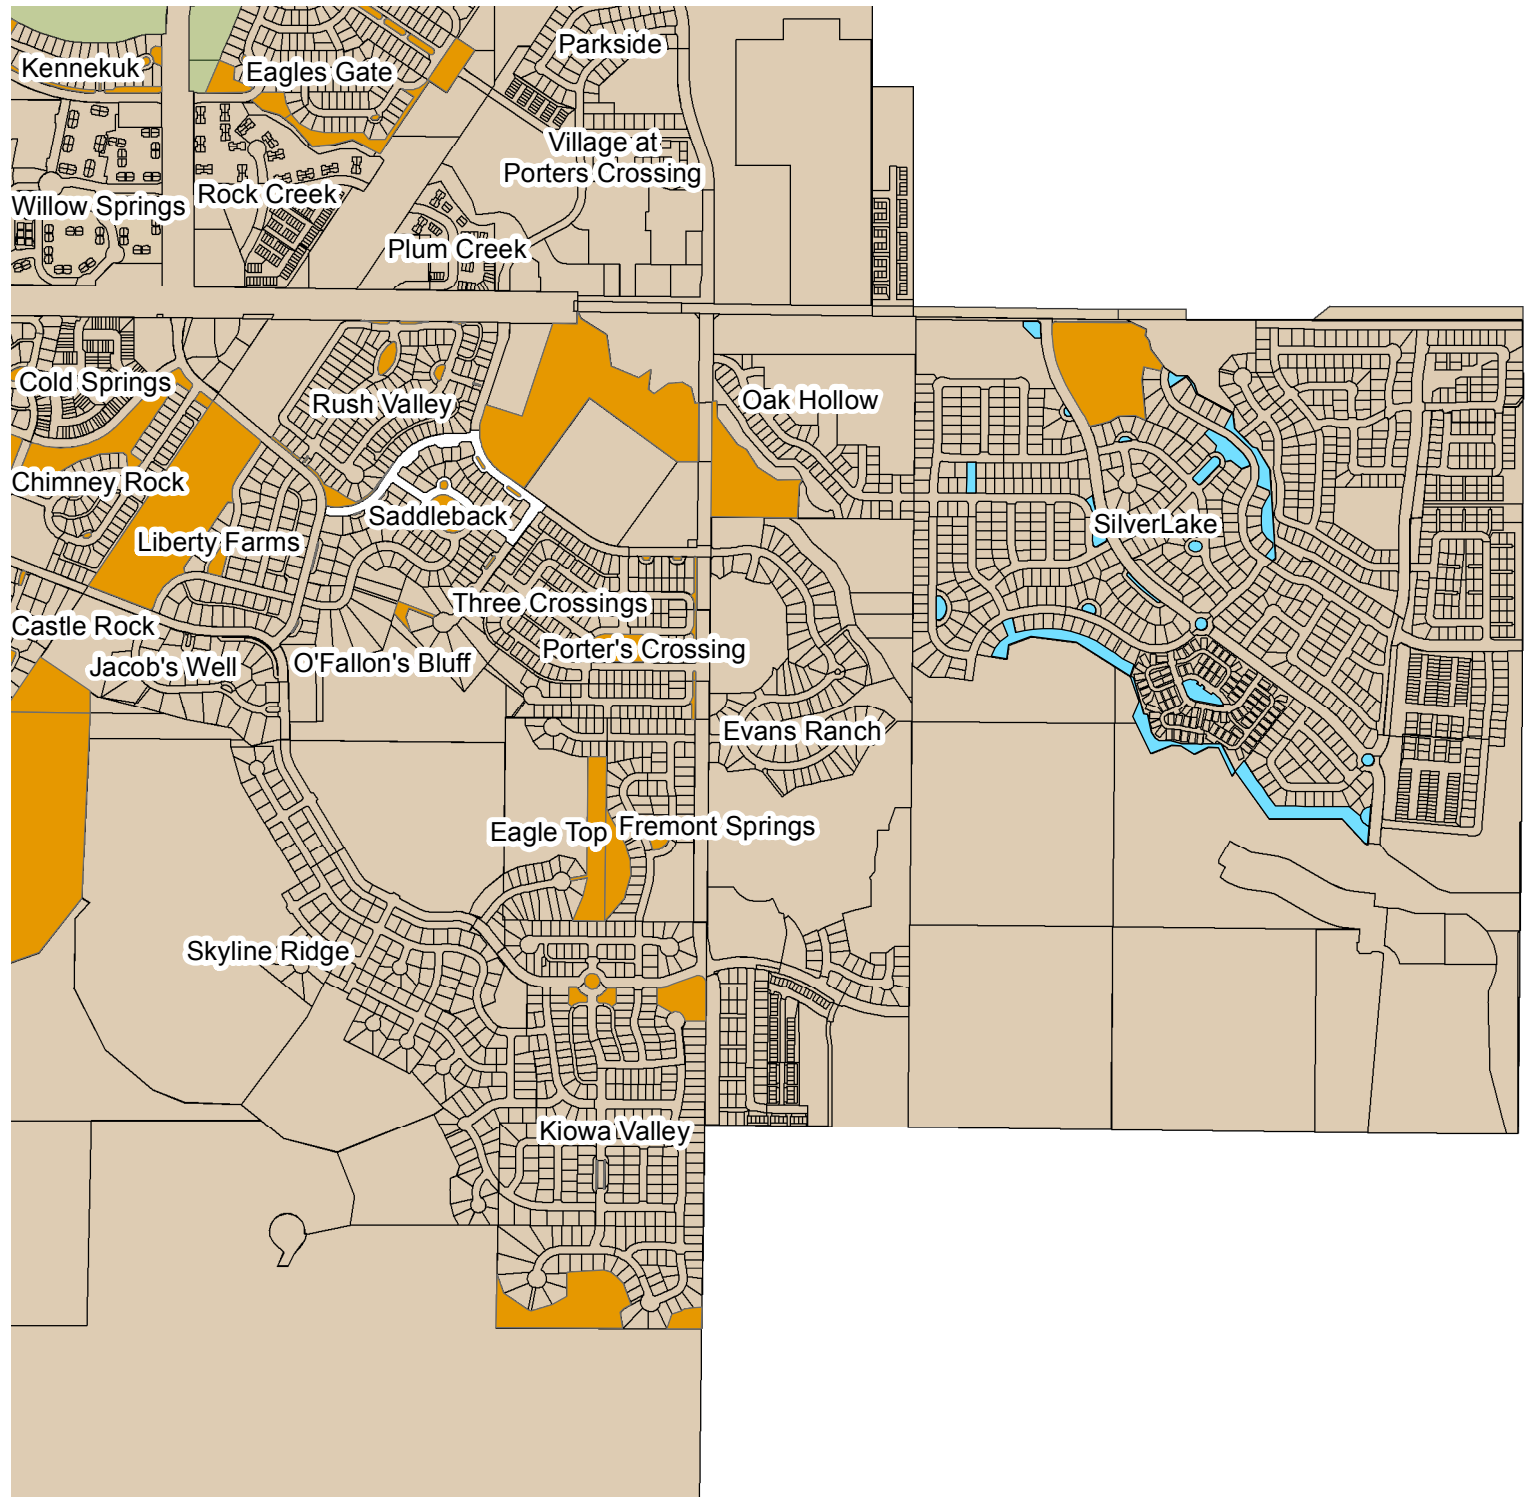 Parkside
Kennekuk
Eagles Gate
Village at
Porters Crossing
Rock Creek
Willow Springs
Plum Creek
Cold Springs
Rush Valley
Oak Hollow
Chimney Rock
Saddleback
SilverLake
Liberty Farms
Three Crossings
Castle Rock
Porter's Crossing
Jacob's Well
O'Fallon's Bluff
Evans Ranch
Eagle Top
Fremont Springs
Skyline Ridge
Kiowa Valley